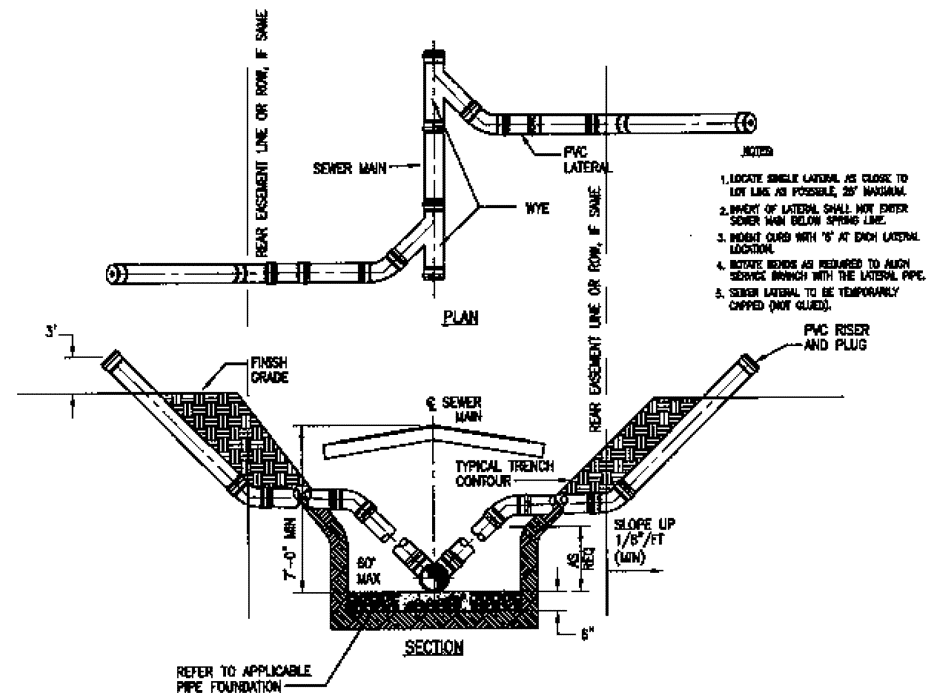 REAR EASEMENT LINE OR ROW, IF SAME
SEWER MAIN
PVC
LATERAL
WYE
PLAN
REAR EASEMENT LINE OR ROW, IF SAME
NOTES
1. LOCATE SINGLE LATERAL AS CLOSE TO
LOT LINE AS POSSIBLE, 25' MAXIMUM.
2. INVERT OF LATERAL SHALL NOT ENTER
SEWER MAIN BELOW SPRING LINE.
3. INDENT CURB WITH "S" AT EACH LATERAL
LOCATION.
4. ROTATE BENDS AS REQUIRED TO ALIGN
SERVICE BRANCH WITH THE LATERAL PIPE.
5. SEWER LATERAL TO BE TEMPORARILY
CAPPED (NOT GLUED).
3'
FINISH
GRADE
PVC RISER
AND PLUG
℄ SEWER
MAIN
TYPICAL TRENCH
CONTOUR
7'-0" MIN
60°
MAX
AS
REQ
SLOPE UP
1/8"/FT
(MIN)
6"
SECTION
REFER TO APPLICABLE
PIPE FOUNDATION